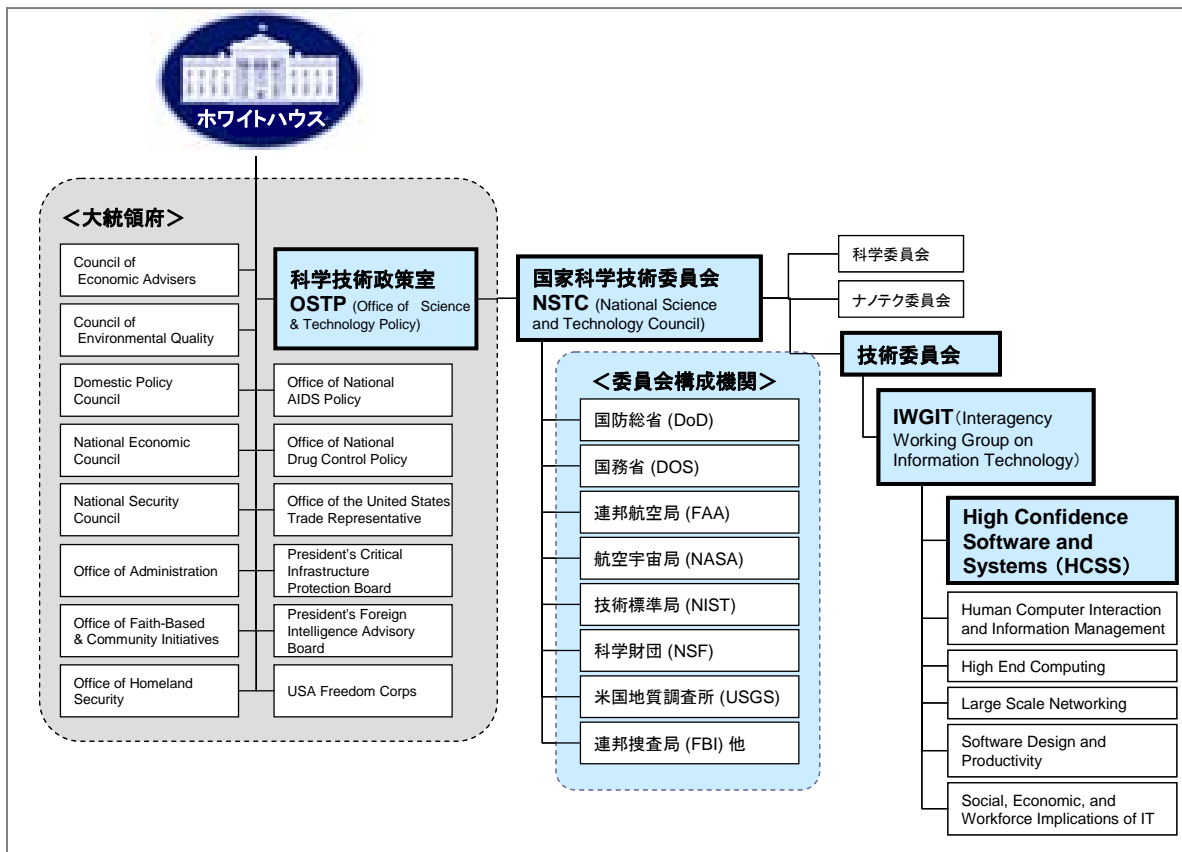 ホワイトハウス
＜大統領府＞
Council of
Economic Advisers
Council of
Environmental Quality
Domestic Policy
Council
National Economic
Council
National Security
Council
Office of Administration
Office of Faith-Based
& Community Initiatives
Office of Homeland
Security
科学技術政策室
OSTP (Office of Science
& Technology Policy)
Office of National
AIDS Policy
Office of National
Drug Control Policy
Office of the United States
Trade Representative
President's Critical
Infrastructure
Protection Board
President's Foreign
Intelligence Advisory
Board
USA Freedom Corps
国家科学技術委員会
NSTC (National Science
and Technology Council)
＜委員会構成機関＞
国防総省 (DoD)
国務省 (DOS)
連邦航空局 (FAA)
航空宇宙局 (NASA)
技術標準局 (NIST)
科学財団 (NSF)
米国地質調査所 (USGS)
連邦捜査局 (FBI) 他
科学委員会
ナノテク委員会
技術委員会
IWGIT（Interagency
Working Group on
Information Technology）
High Confidence
Software and
Systems（HCSS）
Human Computer Interaction
and Information Management
High End Computing
Large Scale Networking
Software Design and
Productivity
Social, Economic, and
Workforce Implications of IT